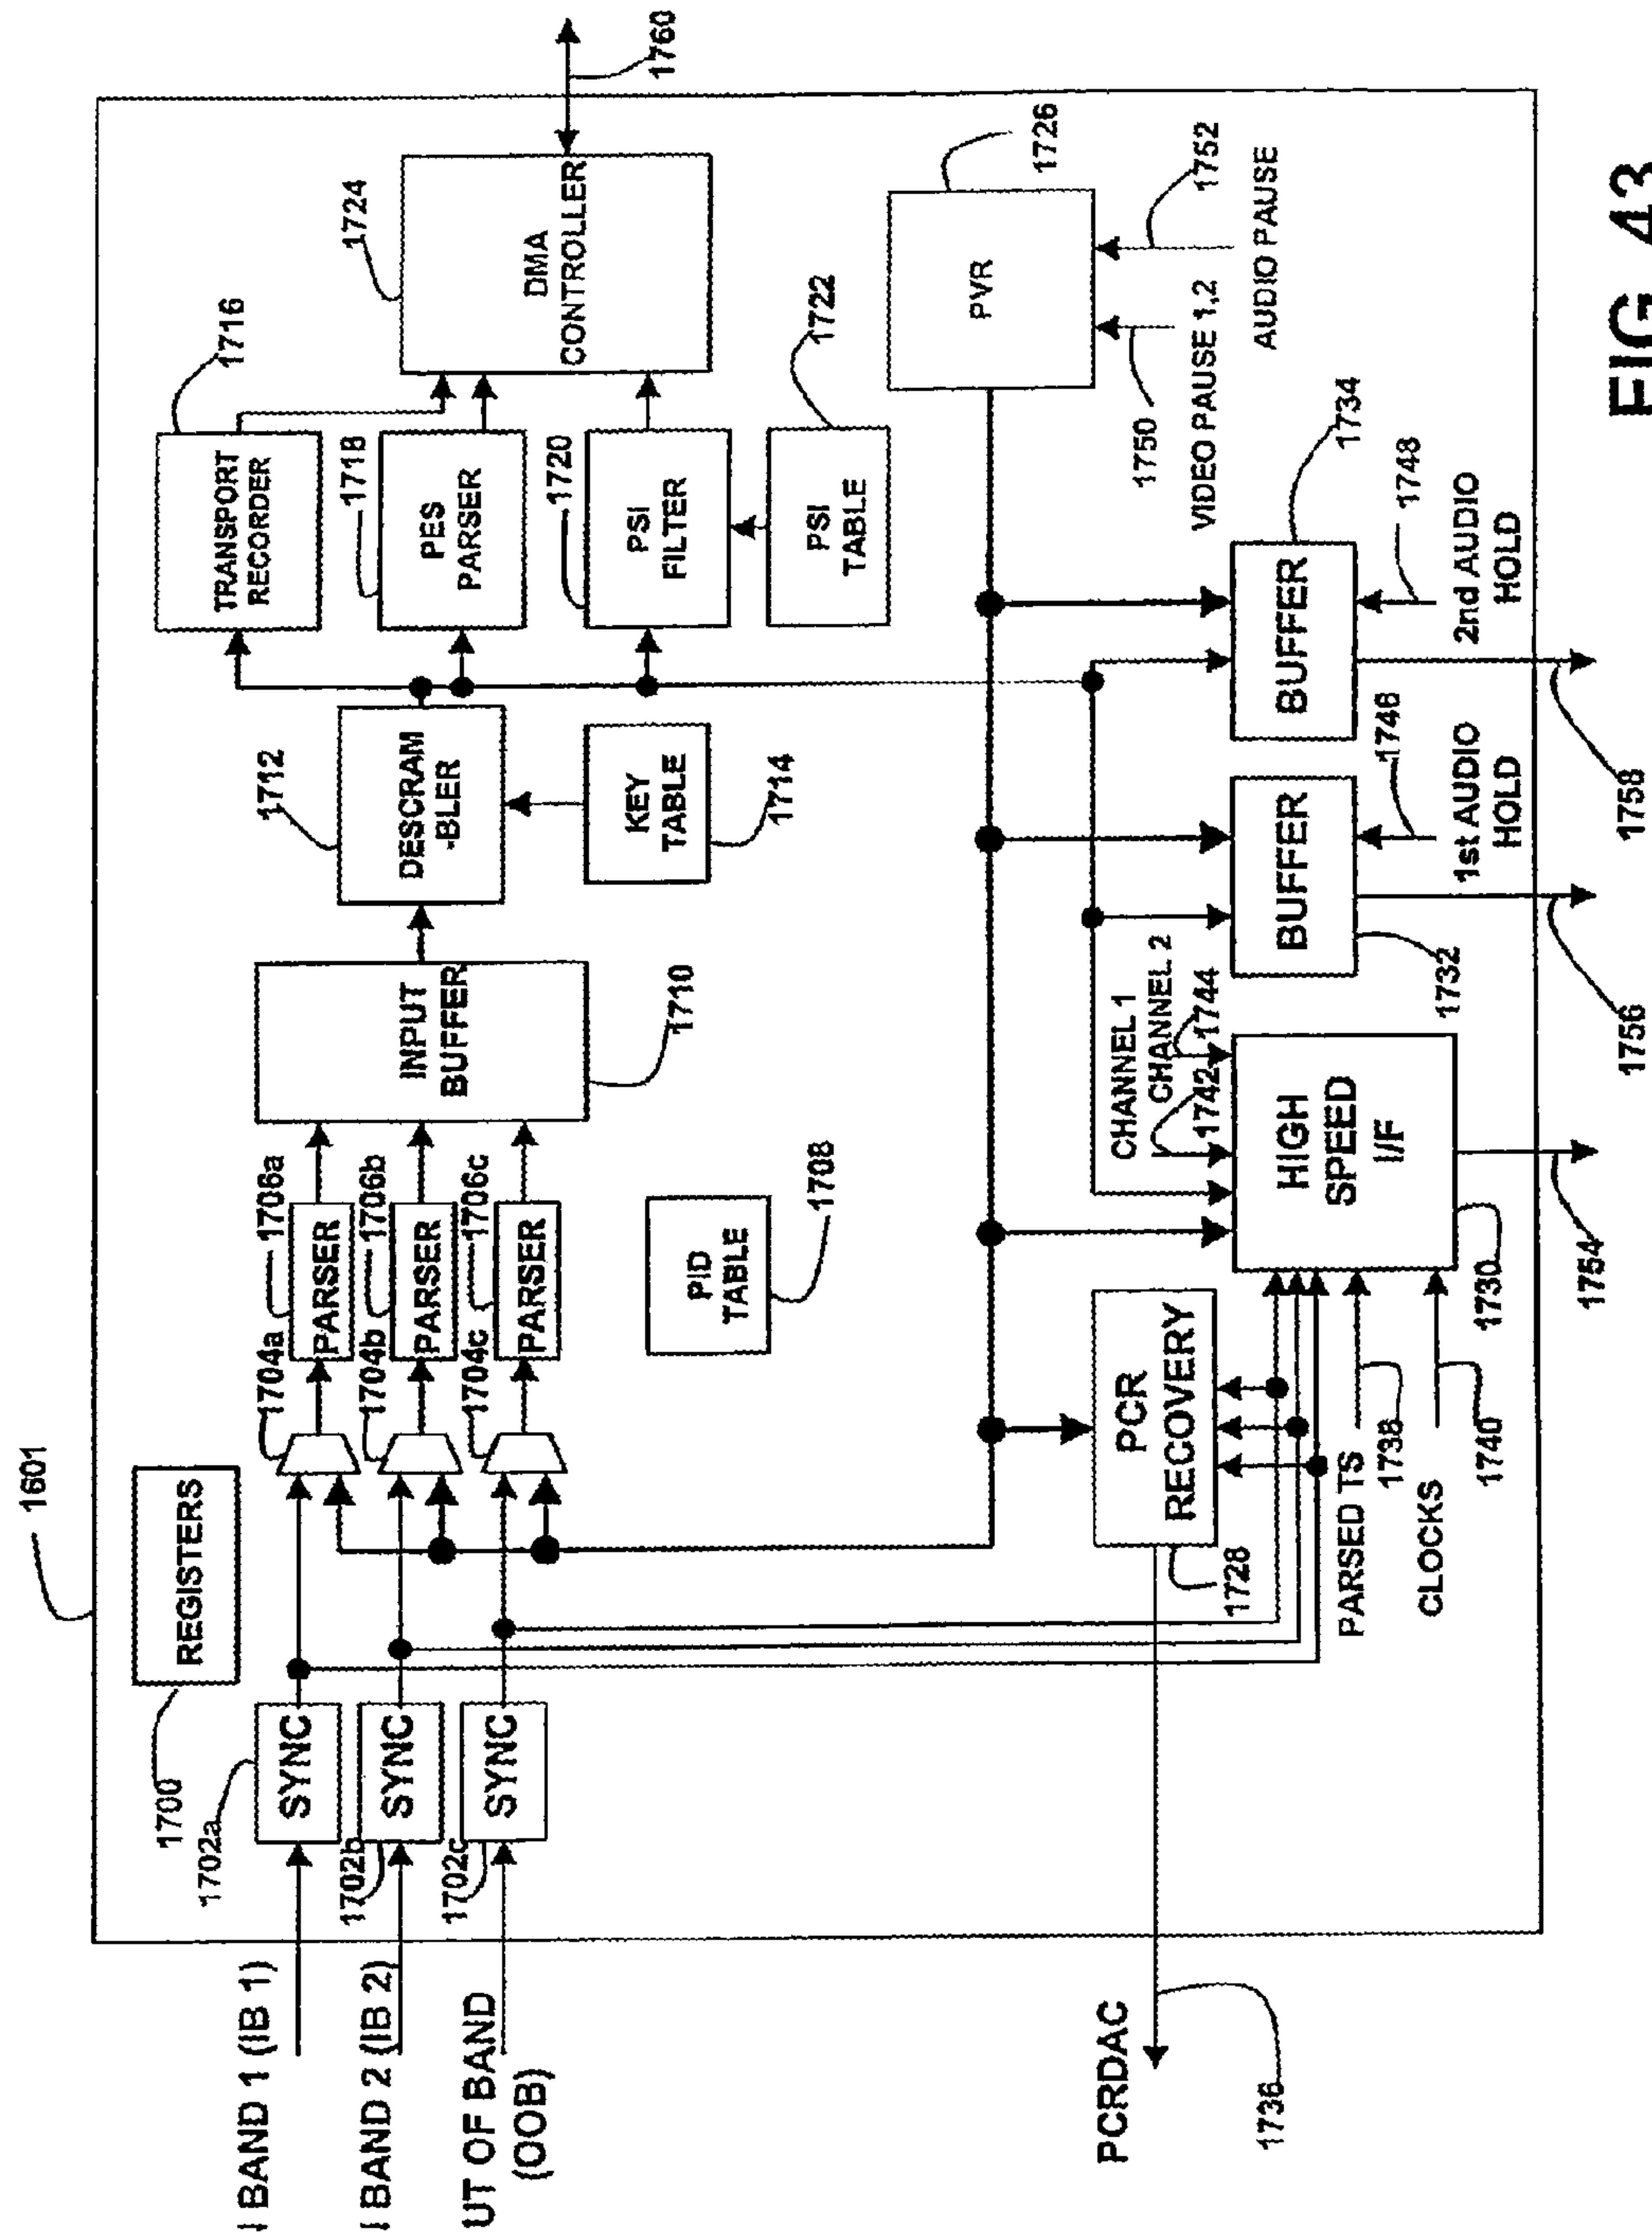 1601
1700
REGISTERS
I BAND 1 (IB 1)
I BAND 2 (IB 2)
UT OF BAND
(OOB)
1702a
1702b
1702c
SYNC
SYNC
SYNC
1704a
1704b
1704c
1706a
1706b
1706c
PARSER
PARSER
PARSER
PID
TABLE
1708
INPUT
BUFFER
1710
1712
DESCRAM
-BLER
KEY
TABLE
1714
1716
TRANSPORT
RECORDER
1718
PES
PARSER
1720
PSI
FILTER
PSI
TABLE
1722
1724
DMA
CONTROLLER
1760
PVR
1726
1750
VIDEO PAUSE 1,2
1752
AUDIO PAUSE
PCR
RECOVERY
1728
PCRDAC
1736
PARSED TS
1738
CLOCKS
1740
CHANNEL 1
CHANNEL 2
1742
1744
HIGH
SPEED
I/F
1730
1754
BUFFER
1732
1746
1st AUDIO
HOLD
1756
BUFFER
1734
1748
2nd AUDIO
HOLD
1758
FIG 43